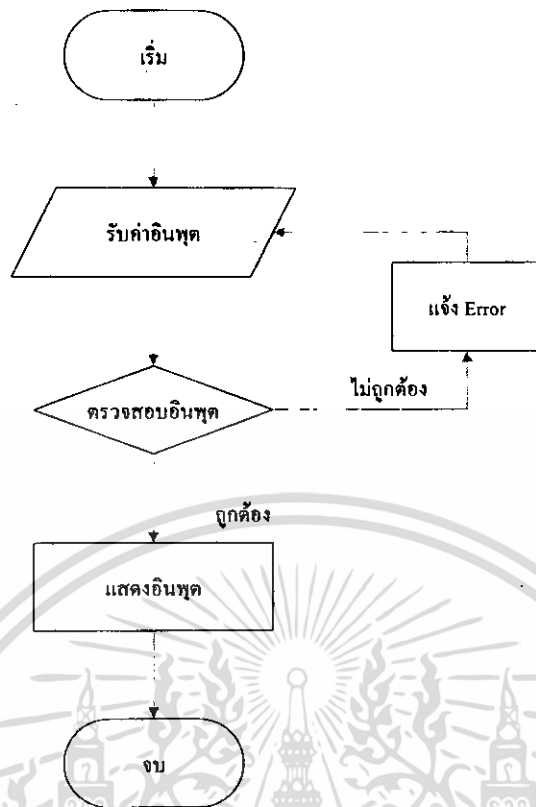 เริ่ม
รับค่าอินพุต
แจ้ง Error
ไม่ถูกต้อง
ตรวจสอบอินพุต
ถูกต้อง
แสดงอินพุต
จบ